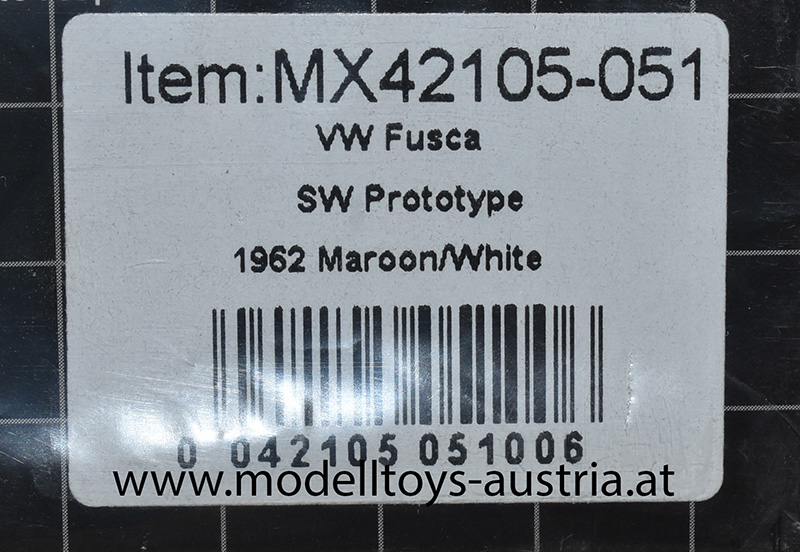 Item:MX42105-051
VW Fusca
SW Prototype
1962 Maroon/White
0 042105 051006
www.modelltoys-austria.at